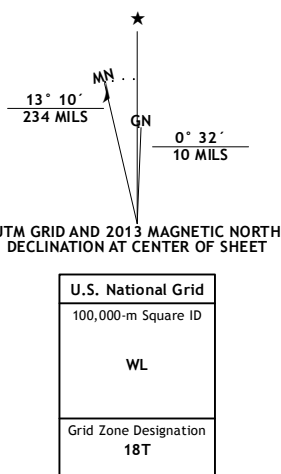 ★
MN
GN
13° 10´
234 MILS
0° 32´
10 MILS
UTM GRID AND 2013 MAGNETIC NORTH
DECLINATION AT CENTER OF SHEET
U.S. National Grid
100,000-m Square ID
WL
Grid Zone Designation
18T